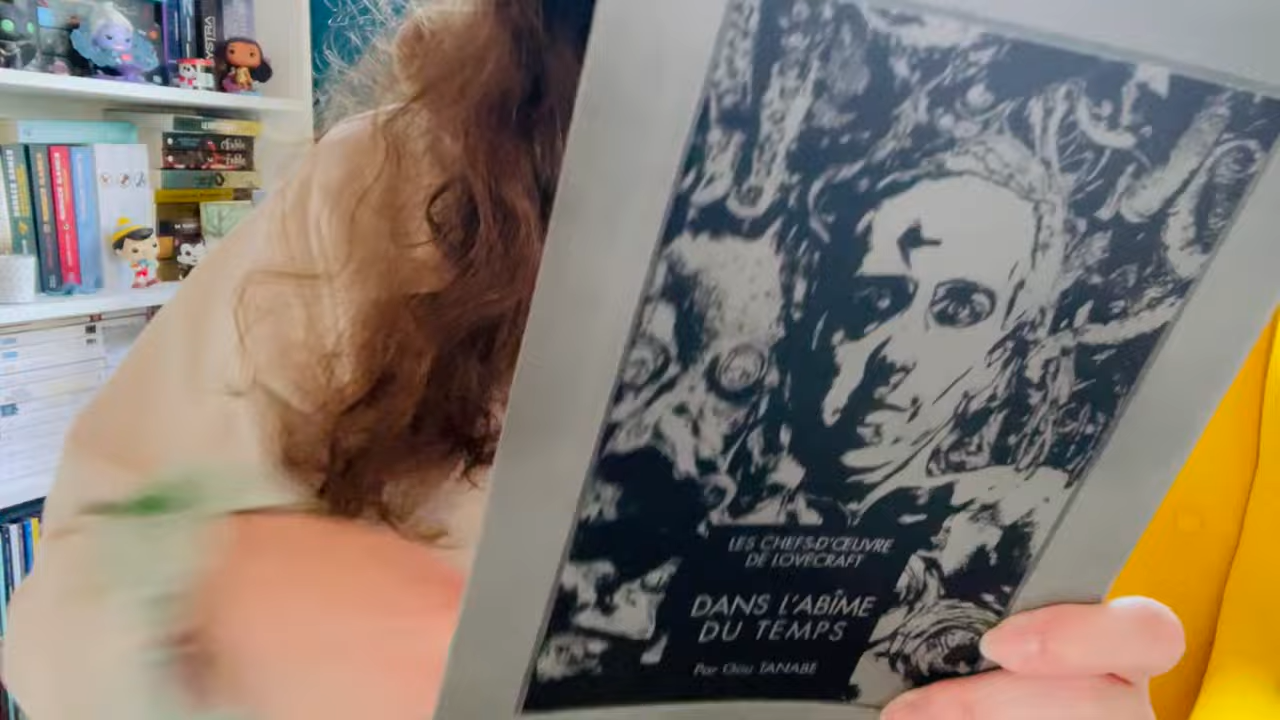 LES CHEFS-D'ŒUVRE
DE LOVECRAFT
DANS L'ABÎME
DU TEMPS
Par Gou TANABE